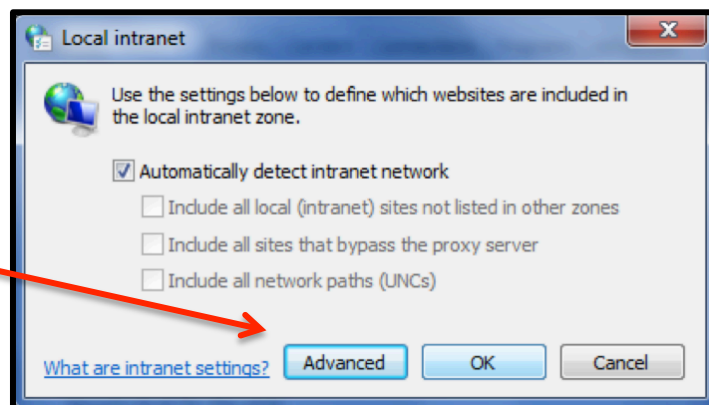 Local intranet
Use the settings below to define which websites are included in
the local intranet zone.
Automatically detect intranet network
Include all local (intranet) sites not listed in other zones
Include all sites that bypass the proxy server
Include all network paths (UNCs)
What are intranet settings?
Advanced
OK
Cancel